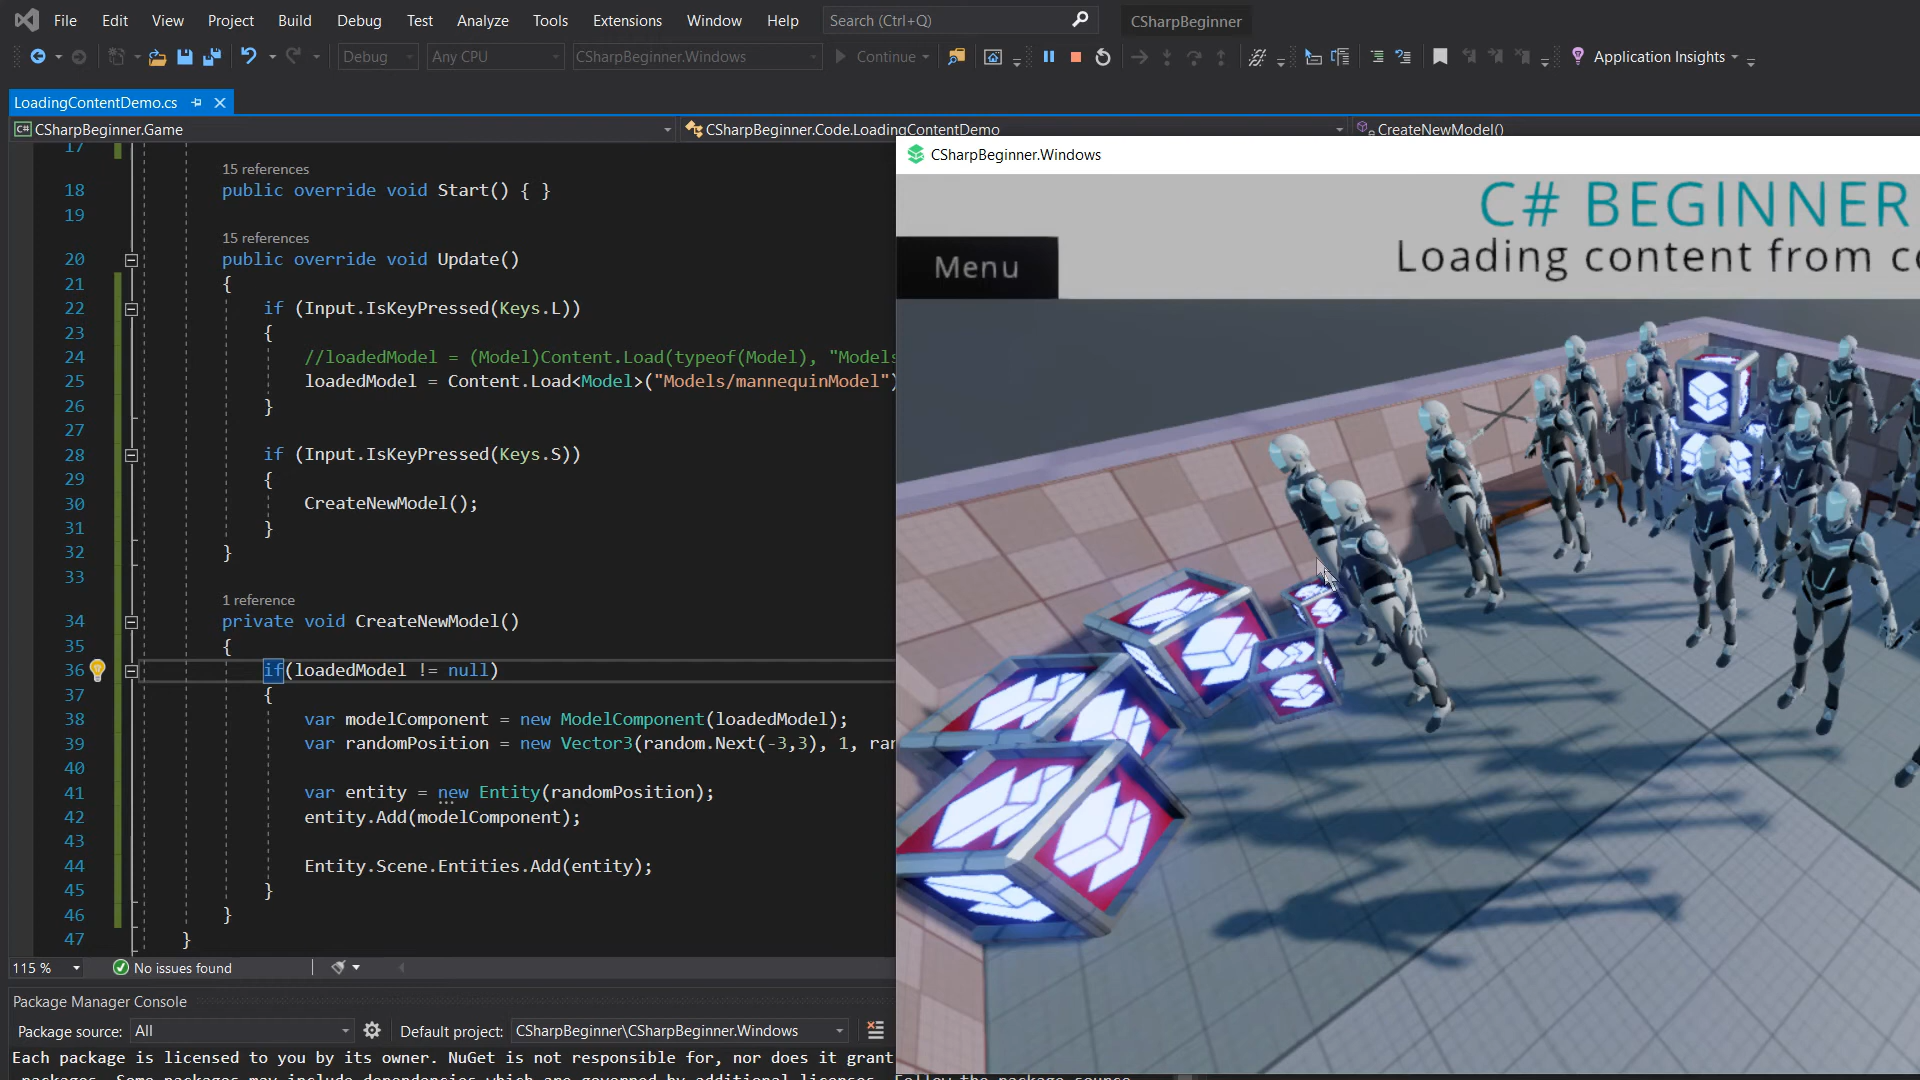 File Edit View Project Build Debug Test Analyze Tools Extensions Window Help Search (Ctrl+Q) CSharpBeginner
Debug Any CPU CSharpBeginner.Windows Continue Application Insights
LoadingContentDemo.cs
CSharpBeginner.Game CSharpBeginner.Code.LoadingContentDemo CreateNewModel()
CSharpBeginner.Windows
C# BEGINNER
Loading content from
Menu
17
15 references
18 public override void Start() { }
19
15 references
20 public override void Update()
21 {
22 if (Input.IsKeyPressed(Keys.L))
23 {
24 //loadedModel = (Model)Content.Load(typeof(Model), "Models
25 loadedModel = Content.Load<Model>("Models/mannequinModel")
26 }
27
28 if (Input.IsKeyPressed(Keys.S))
29 {
30 CreateNewModel();
31 }
32 }
33
1 reference
34 private void CreateNewModel()
35 {
36 if(loadedModel != null)
37 {
38 var modelComponent = new ModelComponent(loadedModel);
39 var randomPosition = new Vector3(random.Next(-3,3), 1,
40
41 var entity = new Entity(randomPosition);
42 entity.Add(modelComponent);
43
44 Entity.Scene.Entities.Add(entity);
45 }
46 }
47 }
115 % No issues found
Package Manager Console
Package source: All Default project: CSharpBeginner\CSharpBeginner.Windows
Each package is licensed to you by its owner. NuGet is not responsible for, nor does it grant